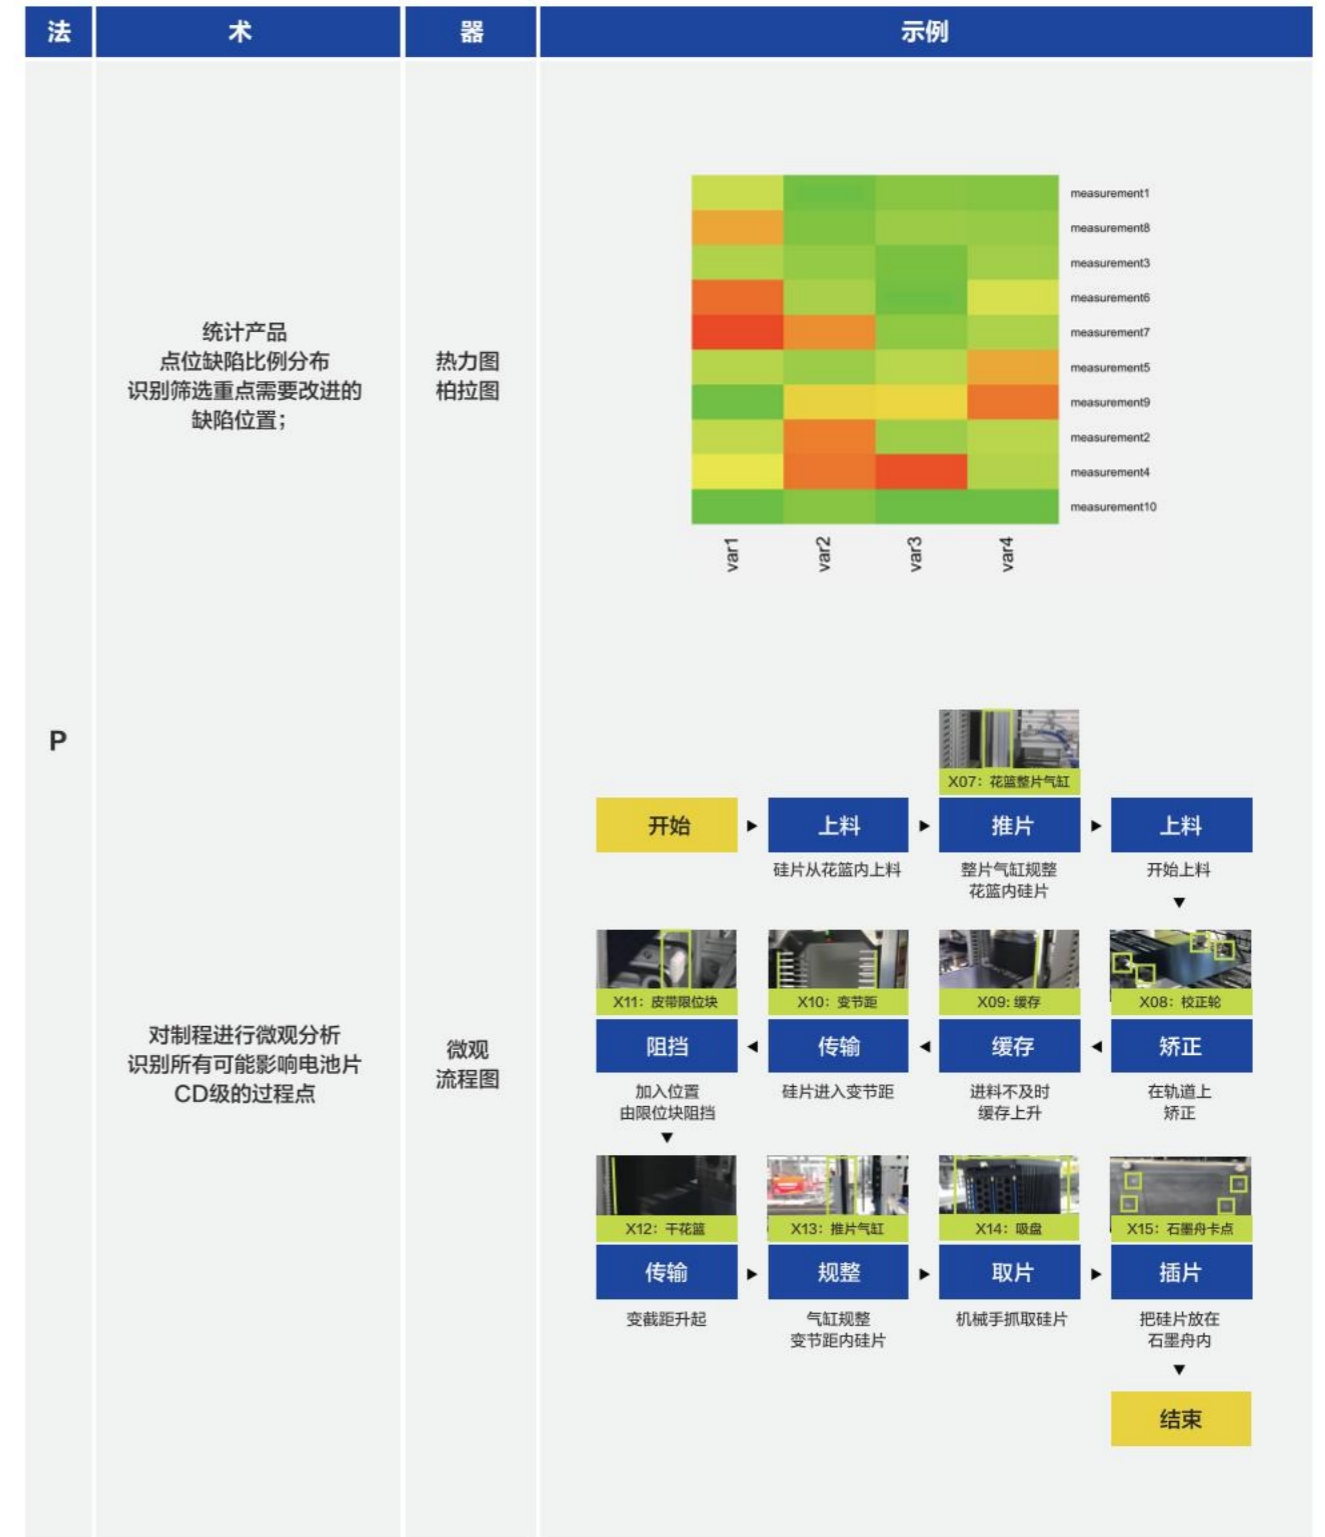 法
术
器
示例
P
统计产品
点位缺陷比例分布
识别筛选重点需要改进的
缺陷位置；
热力图
柏拉图
measurement1
measurement8
measurement3
measurement6
measurement7
measurement5
measurement9
measurement2
measurement4
measurement10
var1
var2
var3
var4
对制程进行微观分析
识别所有可能影响电池片
CD级的过程点
微观
流程图
X07：花篮整片气缸
开始
上料
推片
上料
硅片从花篮内上料
整片气缸规整
花篮内硅片
开始上料
X11：皮带限位块
X10：变节距
X09: 缓存
X08：校正轮
阻挡
传输
缓存
矫正
加入位置
由限位块阻挡
硅片进入变节距
进料不及时
缓存上升
在轨道上
矫正
X12：干花篮
X13：推片气缸
X14：吸盘
X15：石墨舟卡点
传输
规整
取片
插片
变截距升起
气缸规整
变节距内硅片
机械手抓取硅片
把硅片放在
石墨舟内
结束